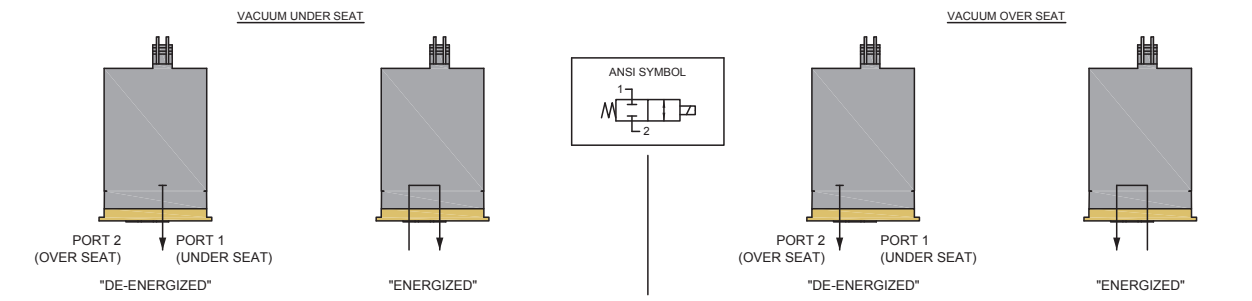 VACUUM UNDER SEAT
PORT 2
(OVER SEAT)
PORT 1
(UNDER SEAT)
"DE-ENERGIZED"
"ENERGIZED"
ANSI SYMBOL
1
2
VACUUM OVER SEAT
PORT 2
(OVER SEAT)
PORT 1
(UNDER SEAT)
"DE-ENERGIZED"
"ENERGIZED"